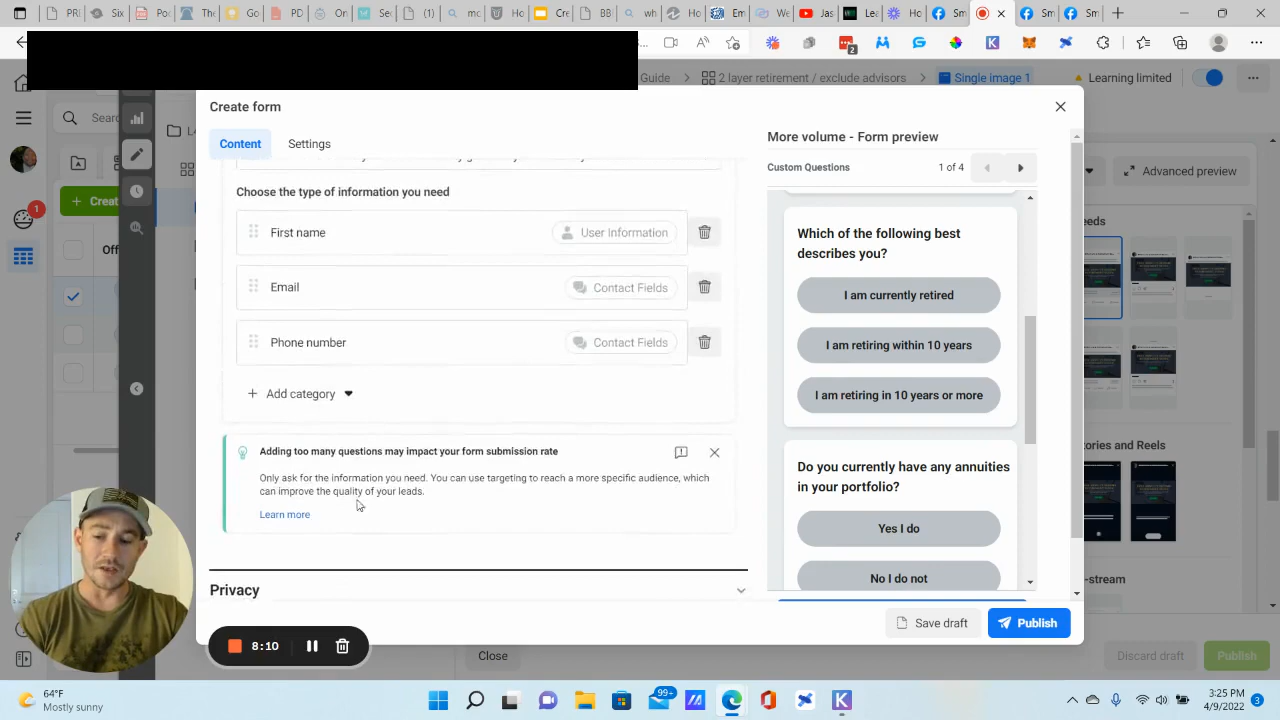 Guide
2 layer retirement / exclude advisors
Single image 1
Learning limited
2
Create form
Content
Settings
More volume - Form preview
Custom Questions
1 of 4
Advanced preview
Sear
1
Creat
Off
Choose the type of information you need
First name
User Information
Email
Contact Fields
Phone number
Contact Fields
Add category
Adding too many questions may impact your form submission rate
Only ask for the information you need. You can use targeting to reach a more specific audience, which
can improve the quality of your leads.
Learn more
Privacy
Which of the following best
describes you?
I am currently retired
I am retiring within 10 years
I am retiring in 10 years or more
Do you currently have any annuities
in your portfolio?
Yes I do
No I do not
eeds
tories and Reels
-stream
Save draft
Publish
8:10
Close
Discard draft
Publish
64°F
Mostly sunny
99+
3:25 PM
4/9/2022
3